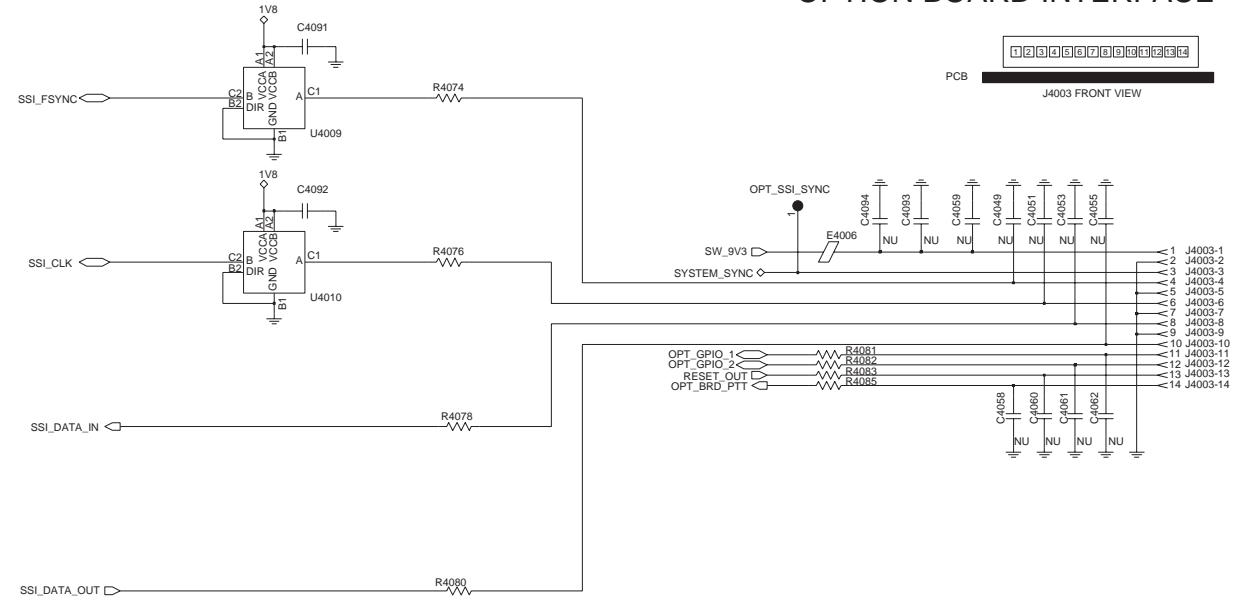 OPTION BOARD INTERFACE
1 2 3 4 5 6 7 8 9 10 11 12 13 14
PCB
J4003 FRONT VIEW
1V8
C4091
A1
A2
VCCA
VCCB
SSI_FSYNC
C2
B
B2
DIR
GND
A
C1
B1
U4009
R4074
1V8
C4092
A1
A2
VCCA
VCCB
SSI_CLK
C2
B
B2
DIR
GND
A
C1
B1
U4010
R4076
OPT_SSI_SYNC
1
C4094
NU
C4093
NU
C4059
NU
C4049
NU
C4051
NU
C4053
NU
C4055
NU
E4006
SW_9V3
SYSTEM_SYNC
1 J4003-1
2 J4003-2
3 J4003-3
4 J4003-4
5 J4003-5
6 J4003-6
7 J4003-7
8 J4003-8
9 J4003-9
10 J4003-10
11 J4003-11
12 J4003-12
13 J4003-13
14 J4003-14
OPT_GPIO_1
R4081
OPT_GPIO_2
R4082
RESET_OUT
R4083
OPT_BRD_PTT
R4085
C4058
NU
C4060
NU
C4061
NU
C4062
NU
SSI_DATA_IN
R4078
SSI_DATA_OUT
R4080